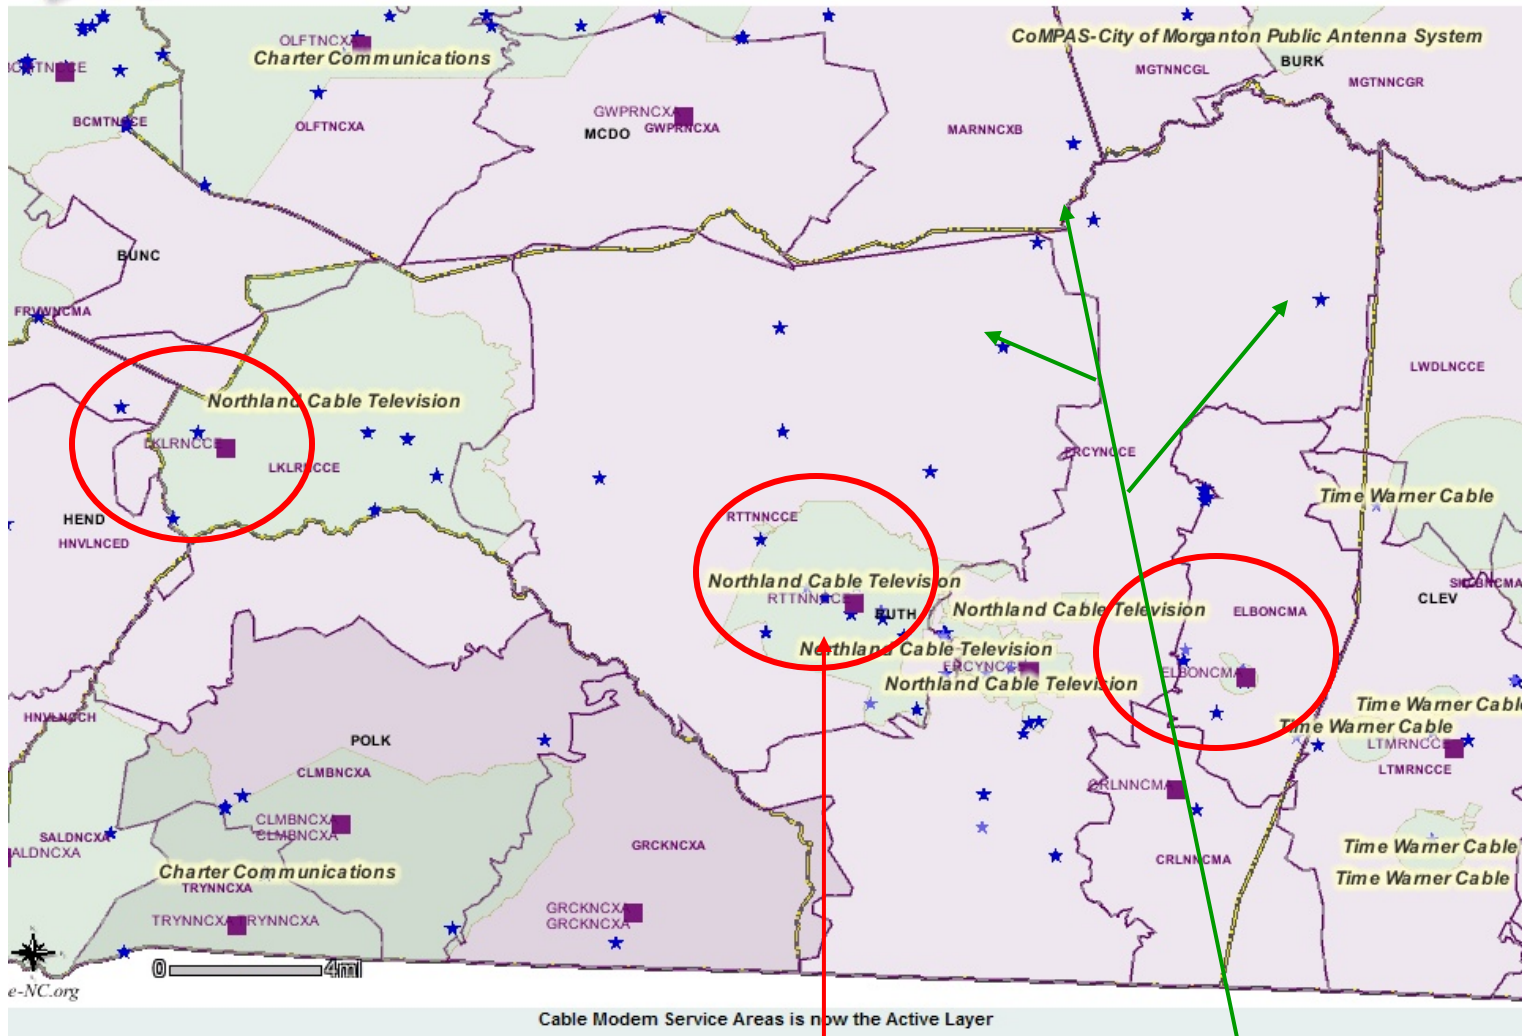 OLFTNCXA
Charter Communications
CoMPAS-City of Morganton Public Antenna System
BURK
MGTNNCGL
MGTNNCGR
BCMTNCCE
OLFTNCXA
GWPRNCXA
GWPRNCXA
MCDO
MARNNCXB
BUNC
FRVWNCMA
LWDLNCCE
Northland Cable Television
LKLRNCCE
LKLRNCCE
ERCYNCCE
HEND
HNVLNCED
RTTNNCCE
Time Warner Cable
Northland Cable Television
RTTNNCCE
RUTH
Northland Cable Television
ELBONCMA
CLEV
Northland Cable Television
ERCYNCCE
ELBONCMA
Northland Cable Television
HNVLNCCH
Time Warner Cable
Time Warner Cable
LTMRNCCE
LTMRNCCE
POLK
CLMBNCXA
CRLNNCMA
CLMBNCXA
CLMBNCXA
SALDNCXA
ALDNCXA
GRCKNCXA
CRLNNCMA
Time Warner Cable
Charter Communications
Time Warner Cable
TRYNNCXA
TRYNNCXA TRYNNCXA
GRCKNCXA
GRCKNCXA
0 4mi
e-NC.org
Cable Modem Service Areas is now the Active Layer